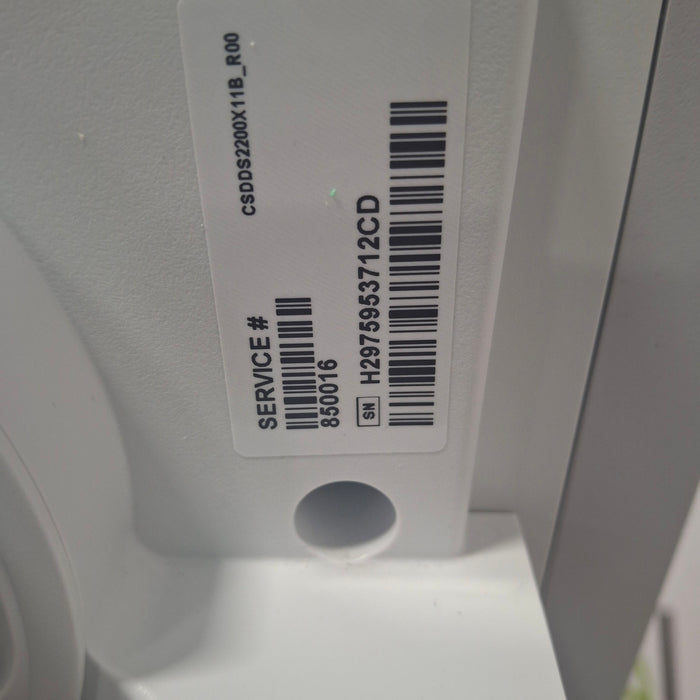 CSDDS2200X11B_R00
SERVICE #
850016
SN H2975953712CD